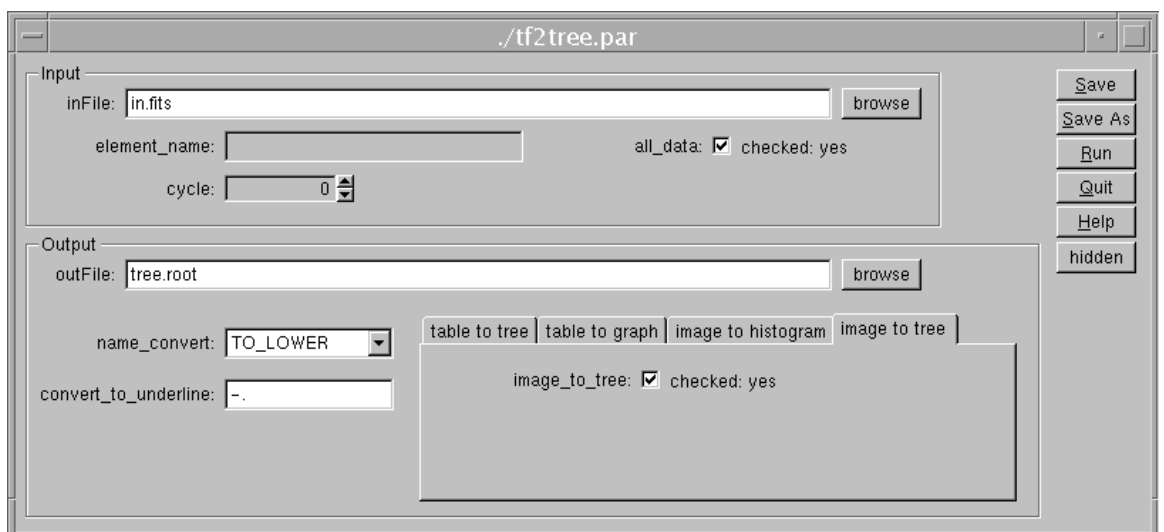 ./tf2tree.par
Input
inFile: in.fits browse
element_name: all_data: checked: yes
cycle: 0
Output
outFile: tree.root browse
name_convert: TO_LOWER
convert_to_underline: -.
table to tree table to graph image to histogram image to tree
image_to_tree: checked: yes
Save
Save As
Run
Quit
Help
hidden